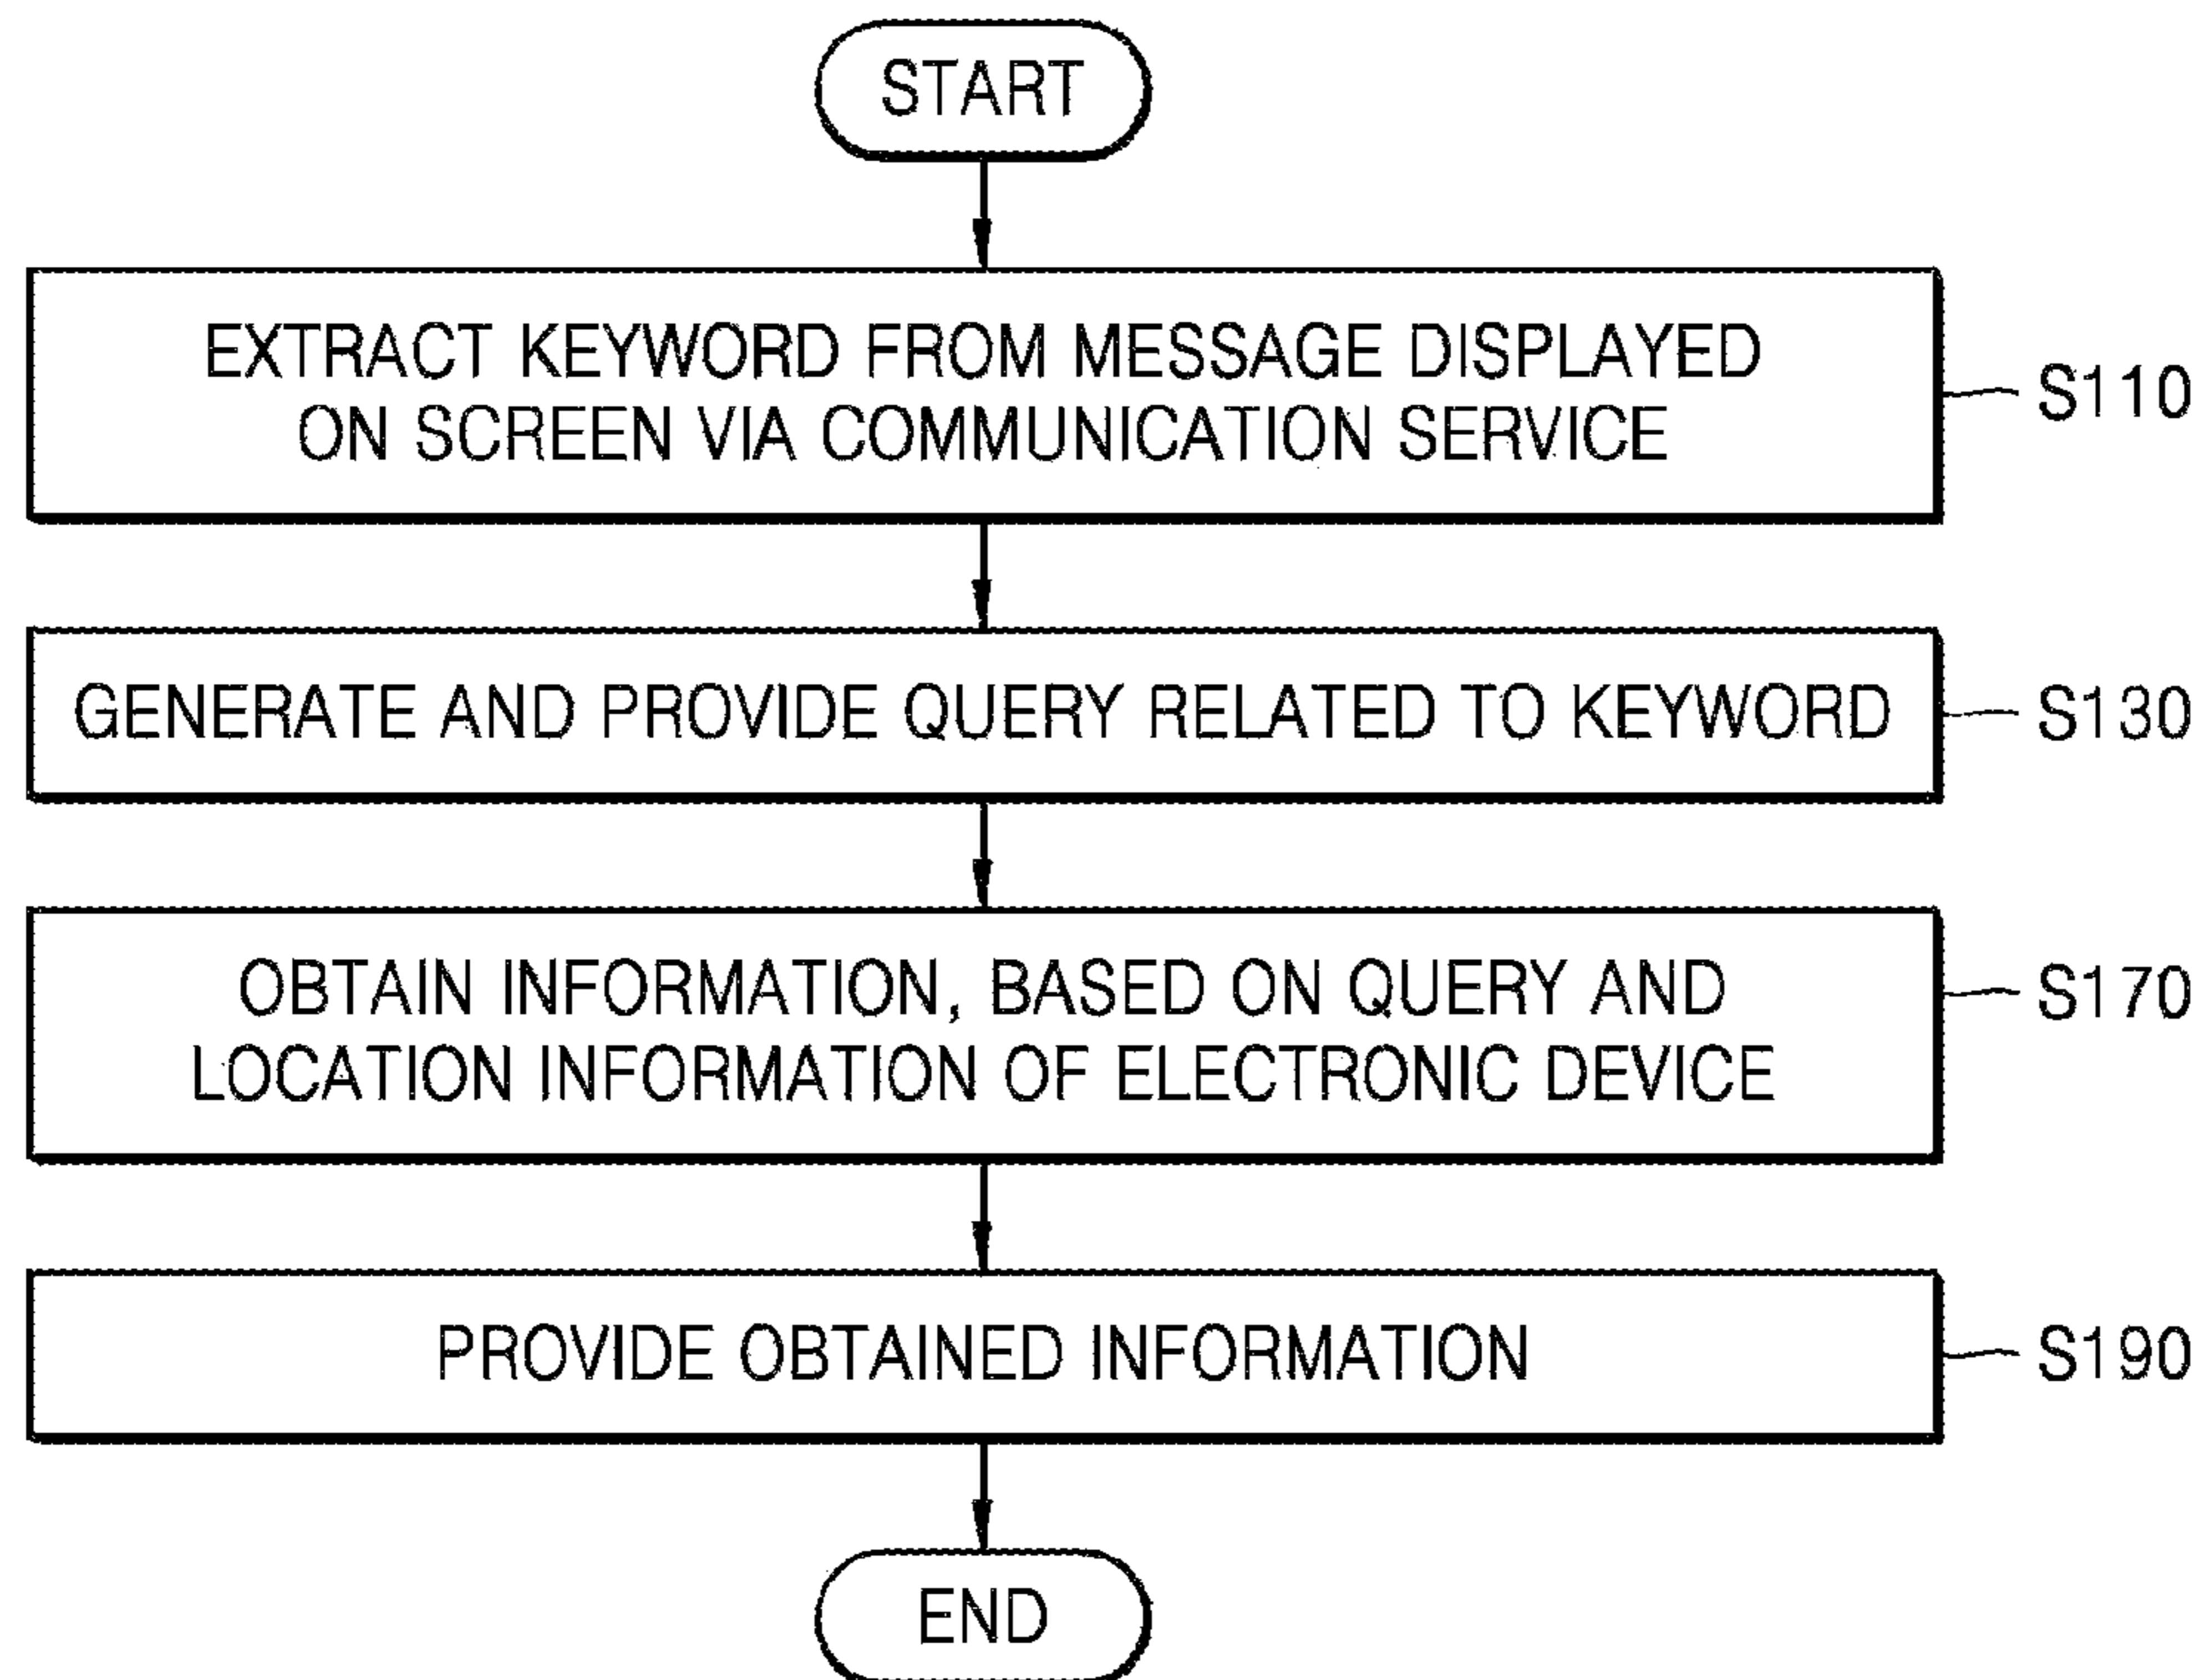 START
EXTRACT KEYWORD FROM MESSAGE DISPLAYED
ON SCREEN VIA COMMUNICATION SERVICE
S110
GENERATE AND PROVIDE QUERY RELATED TO KEYWORD
S130
OBTAIN INFORMATION, BASED ON QUERY AND
LOCATION INFORMATION OF ELECTRONIC DEVICE
S170
PROVIDE OBTAINED INFORMATION
S190
END